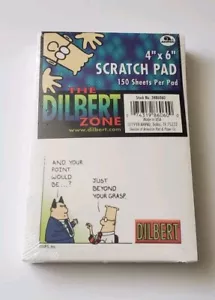 4" x 6"
SCRATCH PAD
150 Sheets Per Pad
THE
DILBERT
ZONE
www.dilbert.com
AND YOUR
POINT
WOULD
BE...?
JUST
BEYOND
YOUR
GRASP.
DILBERT